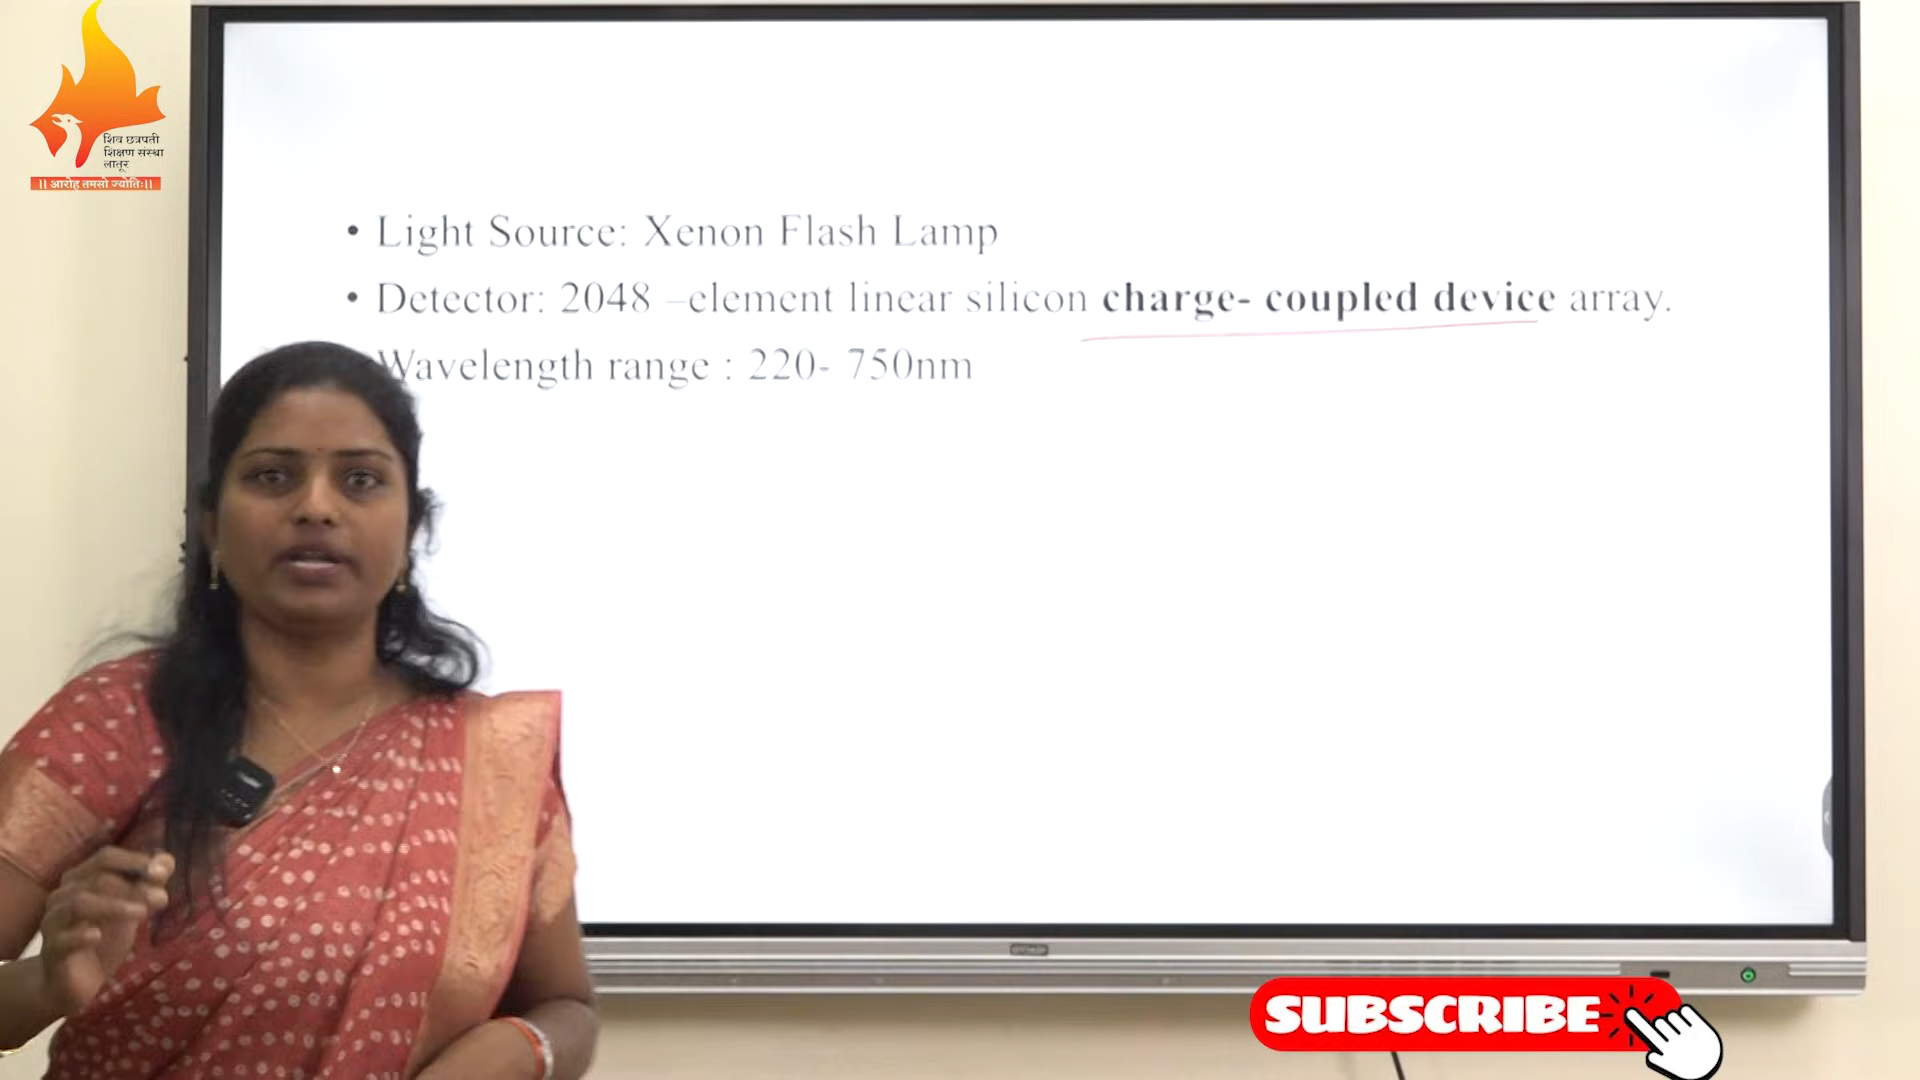 शिव छत्रपती
शिक्षण संस्था
लातूर
।। आरोह तमसो ज्योतिः।।
• Light Source: Xenon Flash Lamp
• Detector: 2048 –element linear silicon charge- coupled device array.
Wavelength range : 220- 750nm
SUBSCRIBE